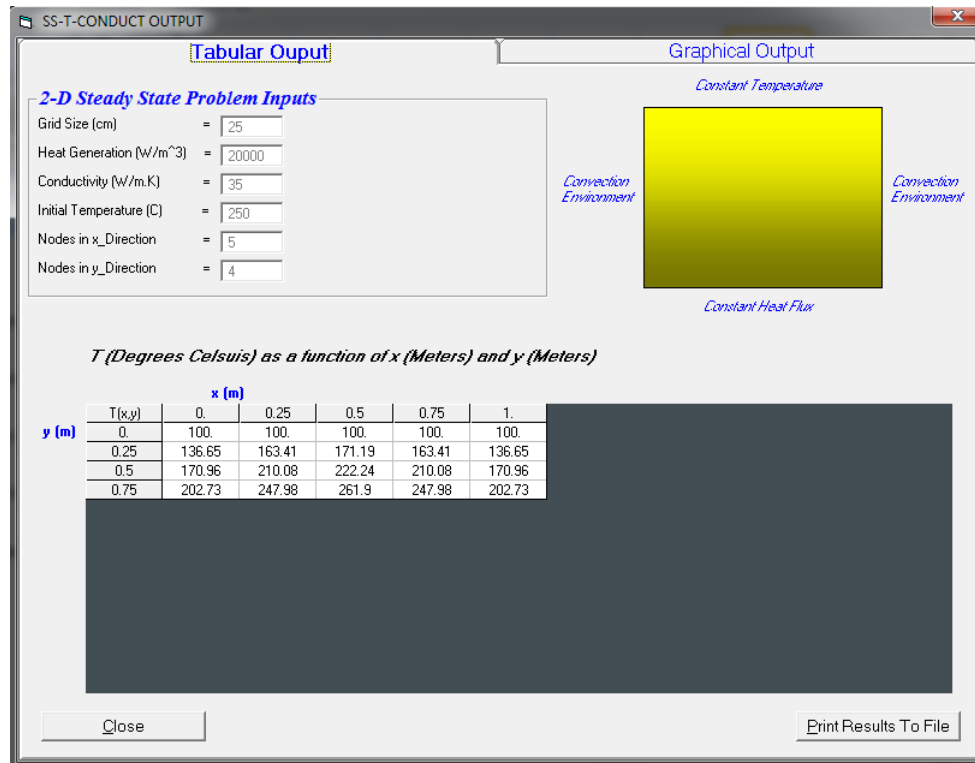 SS-T-CONDUCT OUTPUT
Tabular Ouput
Graphical Output
2-D Steady State Problem Inputs
Grid Size (cm) = 25
Heat Generation (W/m^3) = 20000
Conductivity (W/m.K) = 35
Initial Temperature (C) = 250
Nodes in x_Direction = 5
Nodes in y_Direction = 4
Constant Temperature
Convection
Environment
Convection
Environment
Constant Heat Flux
T (Degrees Celsuis) as a function of x (Meters) and y (Meters)
x (m)
T(x,y) 0. 0.25 0.5 0.75 1.
y (m) 0. 100. 100. 100. 100. 100.
0.25 136.65 163.41 171.19 163.41 136.65
0.5 170.96 210.08 222.24 210.08 170.96
0.75 202.73 247.98 261.9 247.98 202.73
Close
Print Results To File